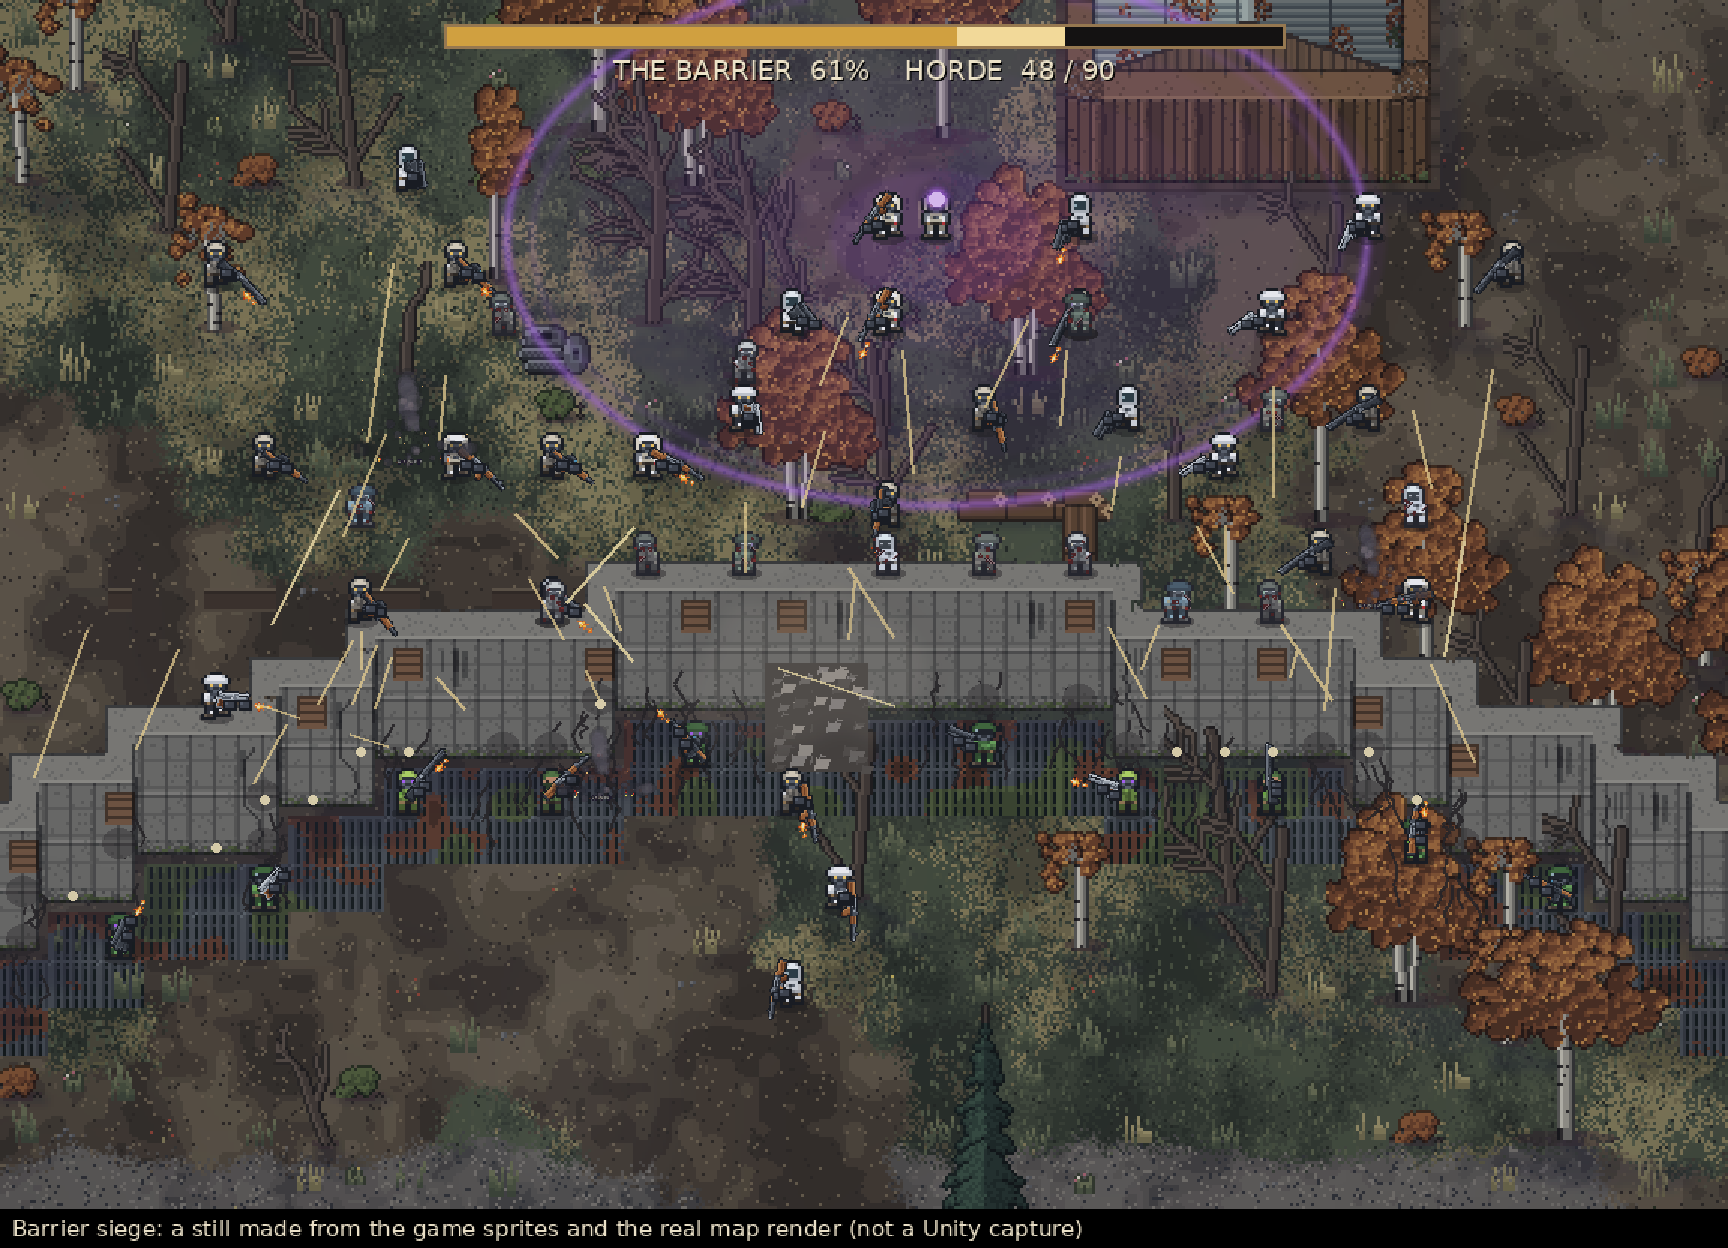 THE BARRIER 61% HORDE 48 / 90
Barrier siege: a still made from the game sprites and the real map render (not a Unity capture)